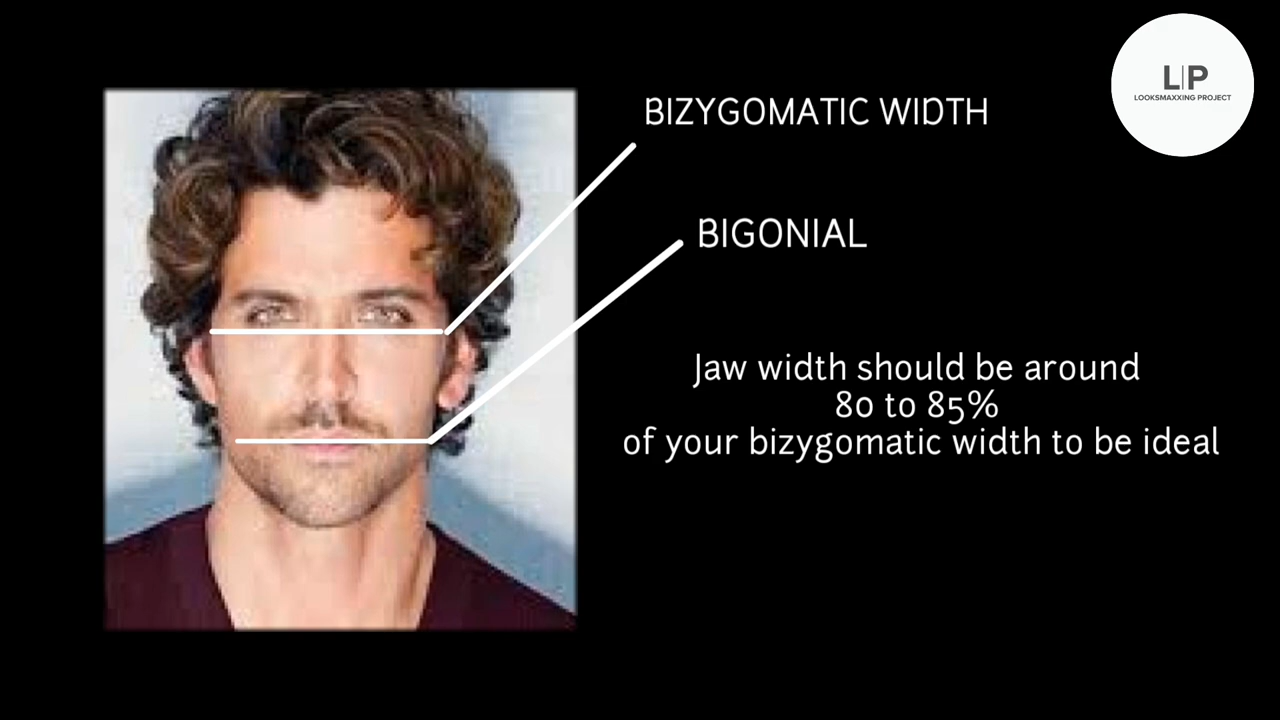 L|P
LOOKSMAXXING PROJECT
BIZYGOMATIC WIDTH
BIGONIAL
Jaw width should be around
80 to 85%
of your bizygomatic width to be ideal